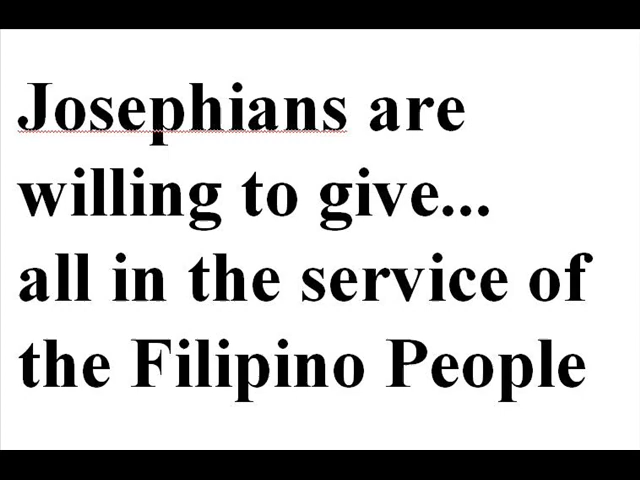 Josephians are
willing to give...
all in the service of
the Filipino People